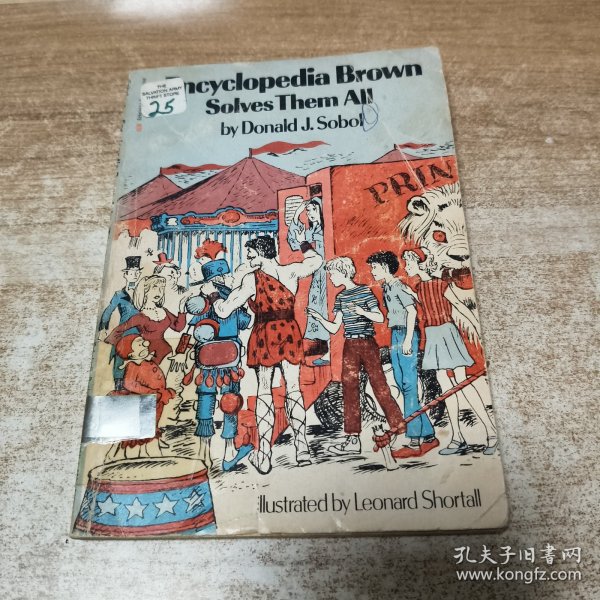 THE
SALVATION ARMY
THRIFT STORE
25
ncyclopedia Brown
Solves Them All
by Donald J. Sobol
PRIN
illustrated by Leonard Shortall
孔夫子旧书网
www.kongfz.com